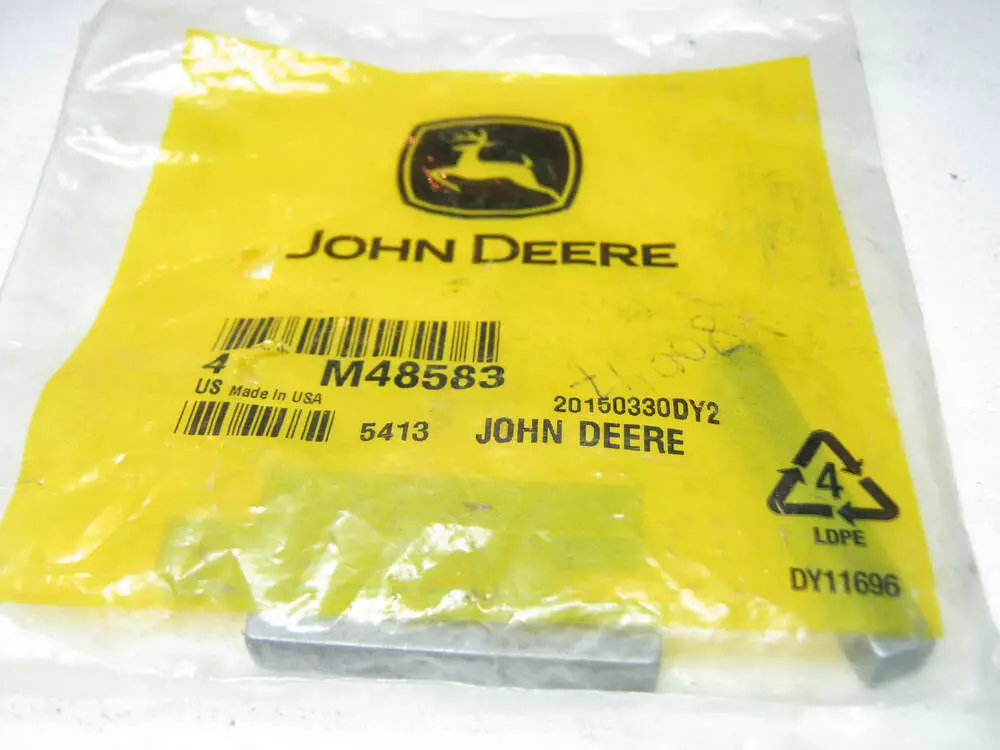 JOHN DEERE
4 M48583
US Made In USA
20150330DY2
5413 JOHN DEERE
4
LDPE
DY11696